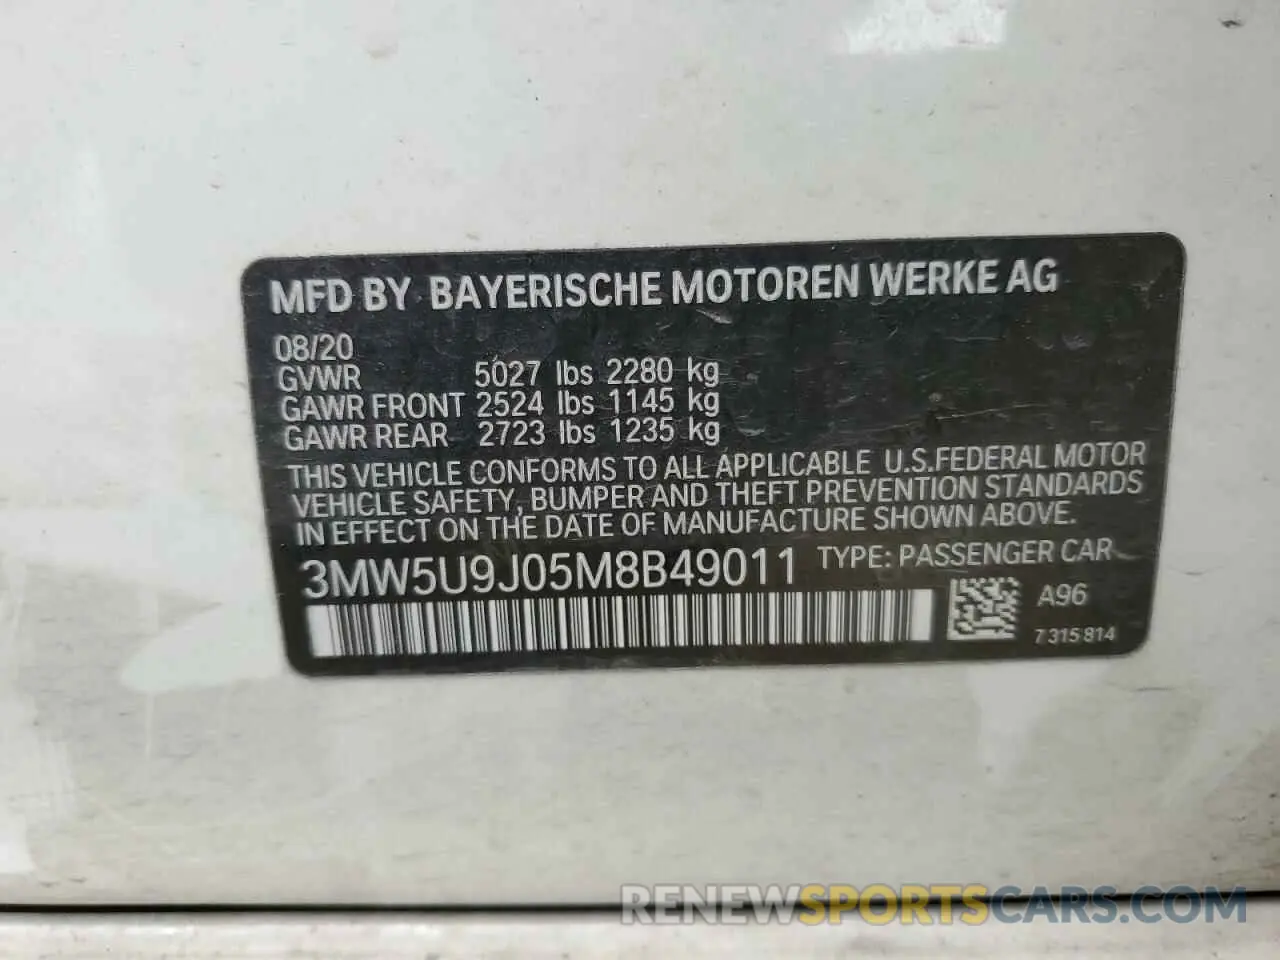 MFD BY BAYERISCHE MOTOREN WERKE AG
08/20
GVWR 5027 lbs 2280 kg
GAWR FRONT 2524 lbs 1145 kg
GAWR REAR 2723 lbs 1235 kg
THIS VEHICLE CONFORMS TO ALL APPLICABLE U.S.FEDERAL MOTOR
VEHICLE SAFETY, BUMPER AND THEFT PREVENTION STANDARDS
IN EFFECT ON THE DATE OF MANUFACTURE SHOWN ABOVE.
3MW5U9J05M8B49011 TYPE: PASSENGER CAR
A96
7 315 814
RENEWSPORTSCARS.COM